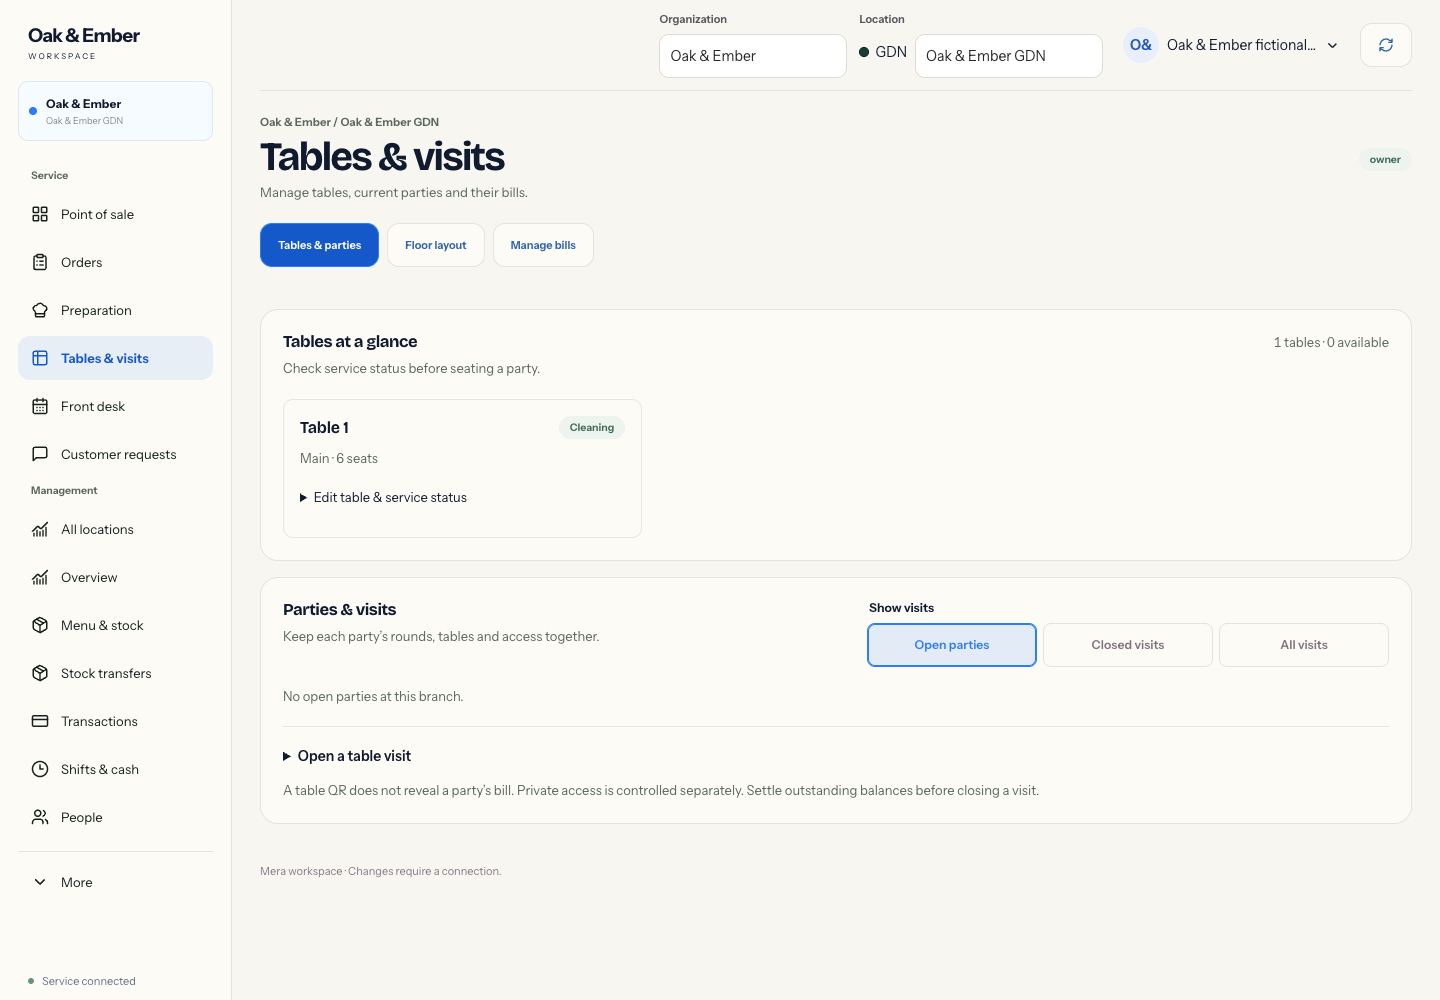 Oak & Ember
WORKSPACE
Oak & Ember
Oak & Ember GDN
Service
Point of sale
Orders
Preparation
Tables & visits
Front desk
Customer requests
Management
All locations
Overview
Menu & stock
Stock transfers
Transactions
Shifts & cash
People
More
Service connected
Organization
Oak & Ember
Location
GDN
Oak & Ember GDN
O&
Oak & Ember fictional...
Oak & Ember / Oak & Ember GDN
Tables & visits
owner
Manage tables, current parties and their bills.
Tables & parties
Floor layout
Manage bills
Tables at a glance
1 tables · 0 available
Check service status before seating a party.
Table 1
Cleaning
Main · 6 seats
Edit table & service status
Parties & visits
Keep each party’s rounds, tables and access together.
Show visits
Open parties
Closed visits
All visits
No open parties at this branch.
Open a table visit
A table QR does not reveal a party’s bill. Private access is controlled separately. Settle outstanding balances before closing a visit.
Mera workspace · Changes require a connection.